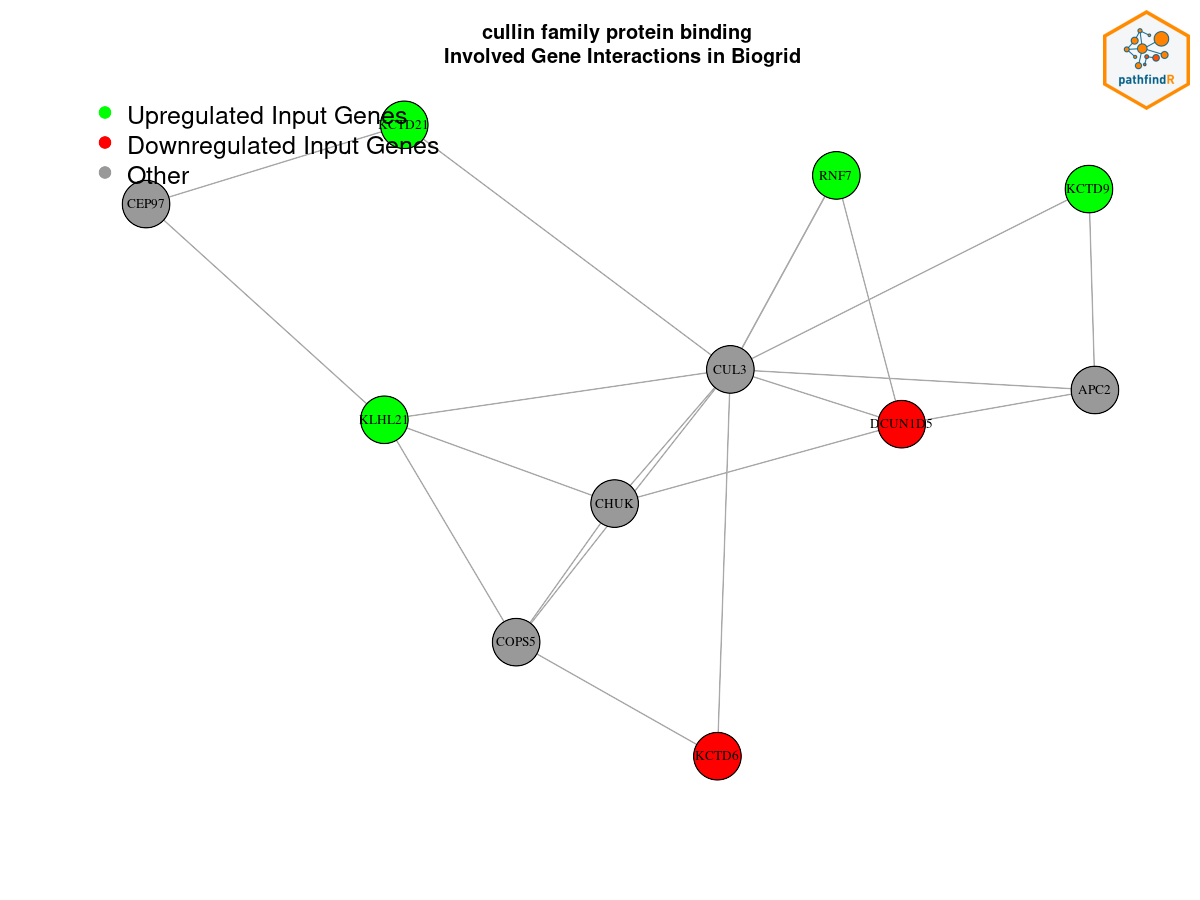 cullin family protein binding
Involved Gene Interactions in Biogrid
pathfindR
Upregulated Input Genes
KCTD21
Downregulated Input Genes
Other
RNF7
KCTD9
CEP97
CUL3
APC2
KLHL21
DCUN1D5
CHUK
COPS5
KCTD6